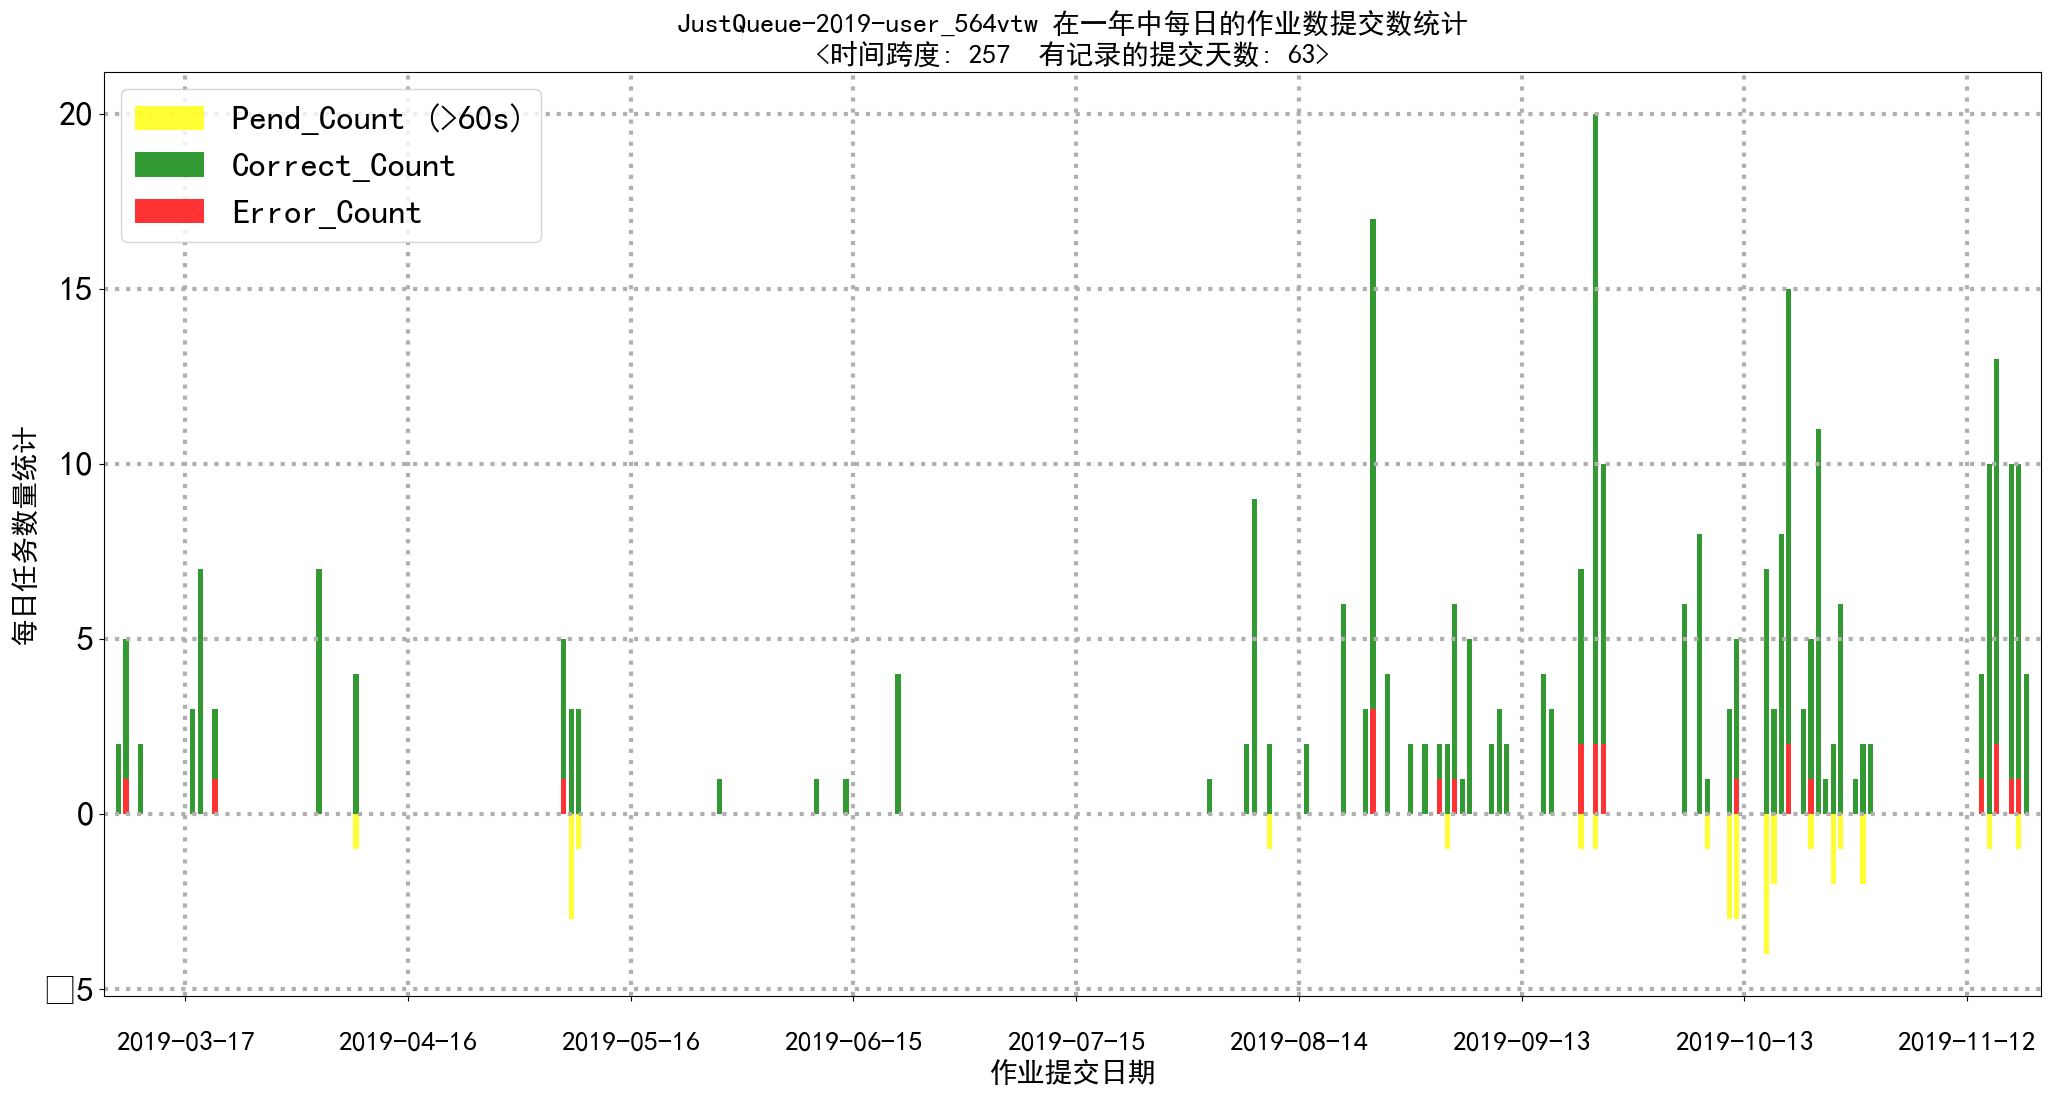 JustQueue-2019-user_564vtw 在一年中每日的作业数提交数统计
<时间跨度: 257  有记录的提交天数: 63>
Pend_Count (>60s)
Correct_Count
Error_Count
每日任务数量统计
20
15
10
5
0
□5
2019-03-17 2019-04-16 2019-05-16 2019-06-15 2019-07-15 2019-08-14 2019-09-13 2019-10-13 2019-11-12
作业提交日期